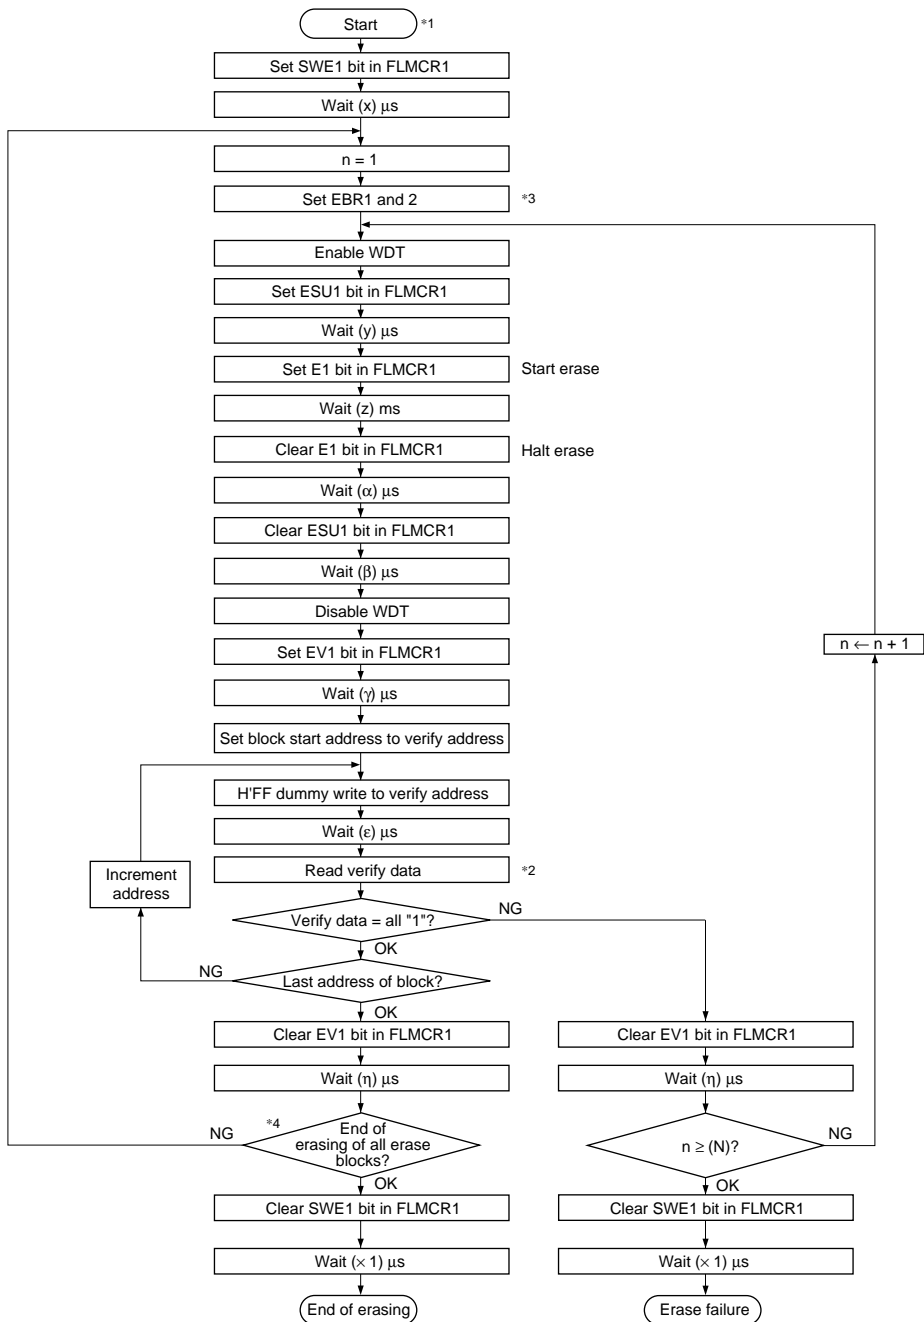 Start *1
Set SWE1 bit in FLMCR1
Wait (x) μs
n = 1
Set EBR1 and 2 *3
Enable WDT
Set ESU1 bit in FLMCR1
Wait (y) μs
Set E1 bit in FLMCR1 Start erase
Wait (z) ms
Clear E1 bit in FLMCR1 Halt erase
Wait (α) μs
Clear ESU1 bit in FLMCR1
Wait (β) μs
Disable WDT
Set EV1 bit in FLMCR1
n ← n + 1
Wait (γ) μs
Set block start address to verify address
H'FF dummy write to verify address
Wait (ε) μs
Read verify data *2
Increment
address
Verify data = all "1"? NG
OK
NG Last address of block?
OK
Clear EV1 bit in FLMCR1
Wait (η) μs
NG *4
End of
erasing of all erase
blocks?
OK
Clear SWE1 bit in FLMCR1
Wait (× 1) μs
End of erasing
Clear EV1 bit in FLMCR1
Wait (η) μs
n ≥ (N)? NG
OK
Clear SWE1 bit in FLMCR1
Wait (× 1) μs
Erase failure